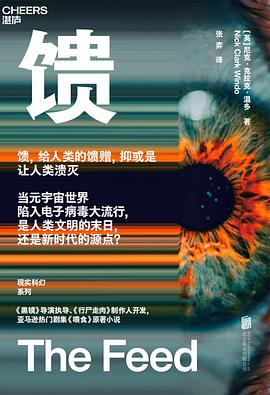 CHEERS
湛庐
馈
[英]尼克·克拉克·温多 著
Nick Clark Windo
张弈 译
馈，给人类的馈赠，抑或是
让人类溃灭
当元宇宙世界
陷入电子病毒大流行，
是人类文明的末日，
还是新时代的源点？
现实科幻
系列
《黑镜》导演执导、《行尸走肉》制作人开发，
亚马逊热门剧集《喂食》原著小说
The Feed